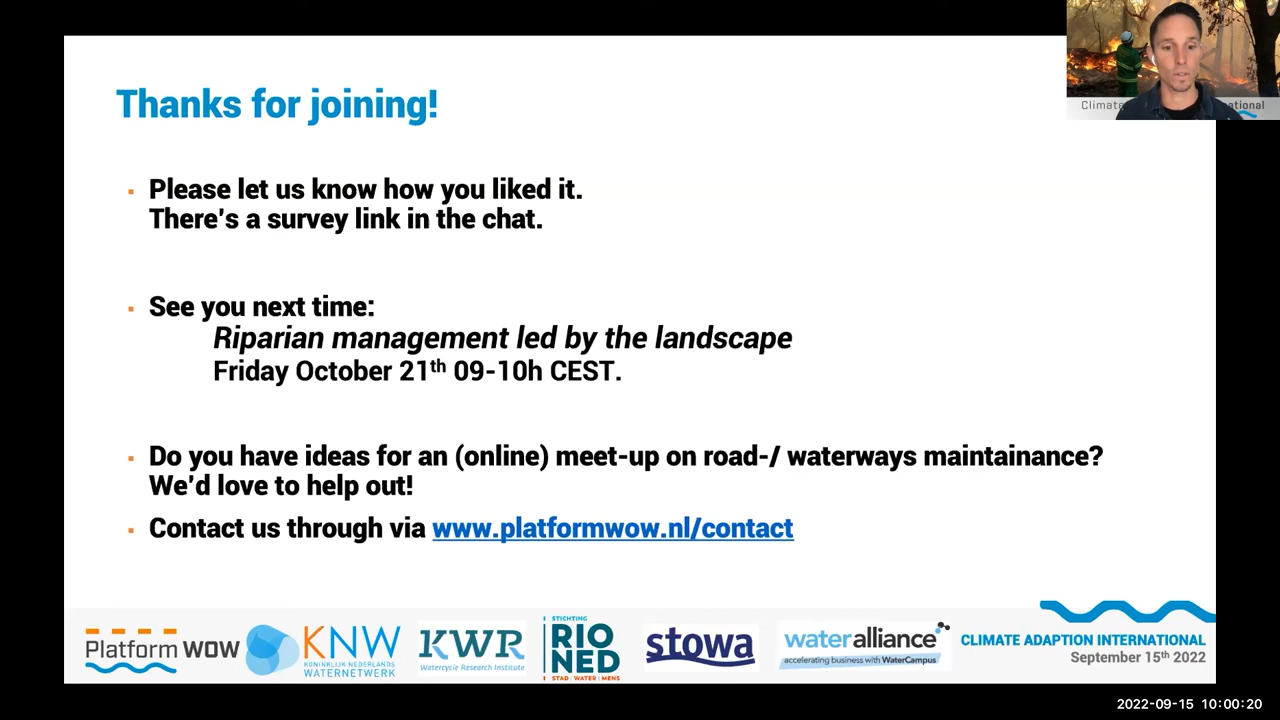 Thanks for joining!
Please let us know how you liked it.
There's a survey link in the chat.
See you next time:
Riparian management led by the landscape
Friday October 21th 09-10h CEST.
Do you have ideas for an (online) meet-up on road-/ waterways maintainance?
We'd love to help out!
Contact us through via www.platformwow.nl/contact
Platform WOW
KNW
KONINKLIJK NEDERLANDS
WATERNETWERK
KWR
Watercycle Research Institute
STICHTING
RIO
NED
STAD | WATER | MENS
stowa
water alliance
accelerating business with WaterCampus
CLIMATE ADAPTION INTERNATIONAL
September 15th 2022
2022-09-15 10:00:20